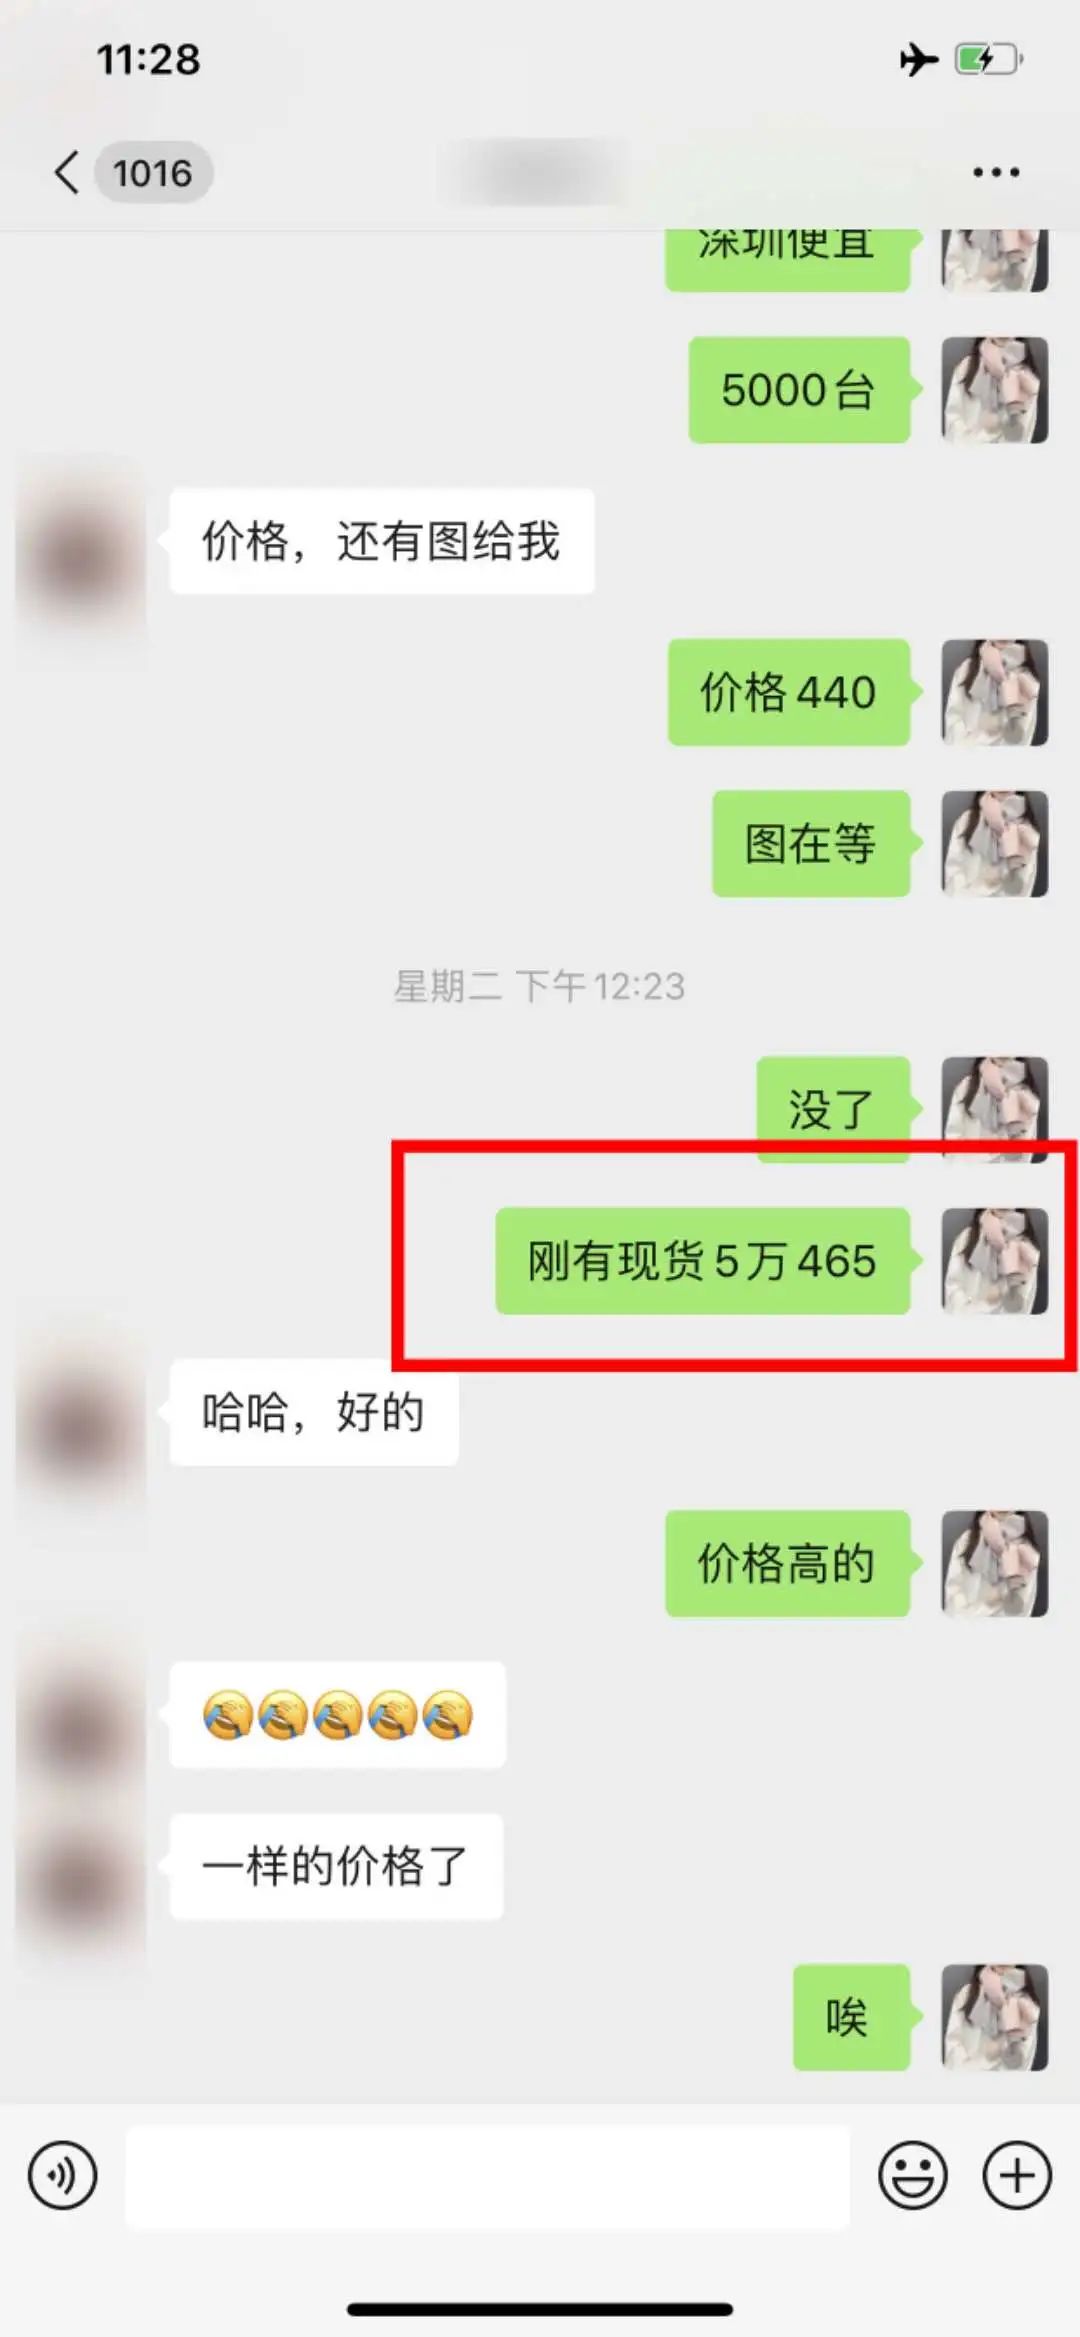 11:28
1016
深圳便宜
5000台
价格，还有图给我
价格440
图在等
星期二 下午12:23
没了
刚有现货5万465
哈哈，好的
价格高的
一样的价格了
唉